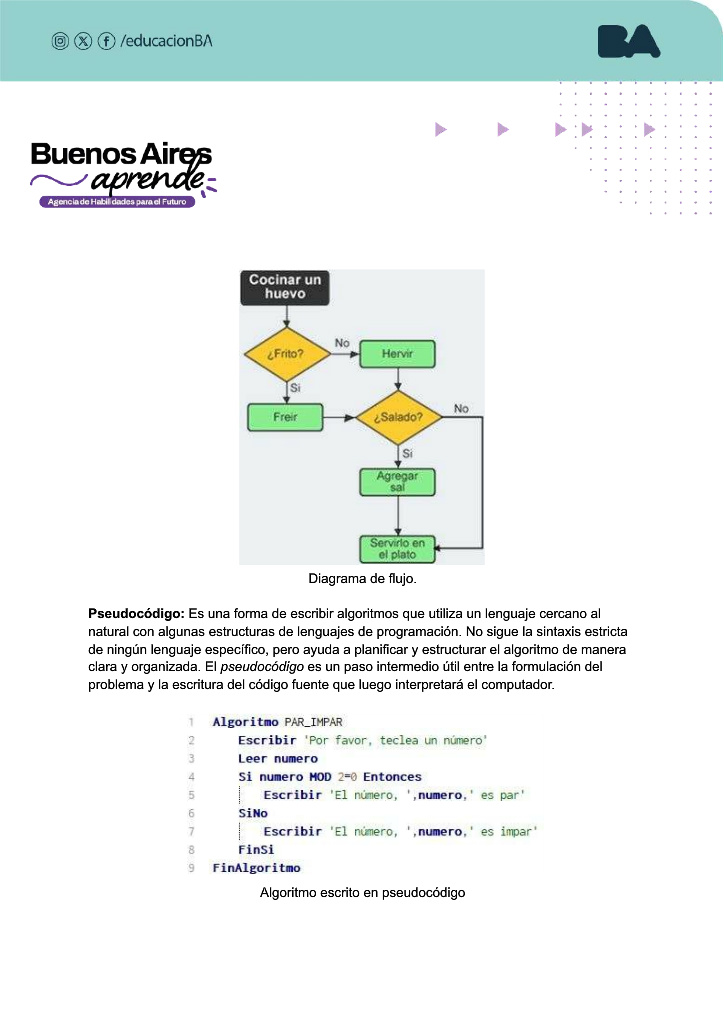 /educacionBA
BA
Buenos Aires
aprende
Agencia de Habilidades para el Futuro
Cocinar un
huevo
¿Frito?
No
Hervir
Si
Freir
¿Salado?
No
Si
Agregar
sal
Servirlo en
el plato
Diagrama de flujo.
Pseudocódigo: Es una forma de escribir algoritmos que utiliza un lenguaje cercano al
natural con algunas estructuras de lenguajes de programación. No sigue la sintaxis estricta
de ningún lenguaje específico, pero ayuda a planificar y estructurar el algoritmo de manera
clara y organizada. El pseudocódigo es un paso intermedio útil entre la formulación del
problema y la escritura del código fuente que luego interpretará el computador.
1 Algoritmo PAR_IMPAR
2 Escribir 'Por favor, teclea un número'
3 Leer numero
4 Si numero MOD 2=0 Entonces
5 Escribir 'El número, ',numero,' es par'
6 SiNo
7 Escribir 'El número, ',numero,' es impar'
8 FinSi
9 FinAlgoritmo
Algoritmo escrito en pseudocódigo